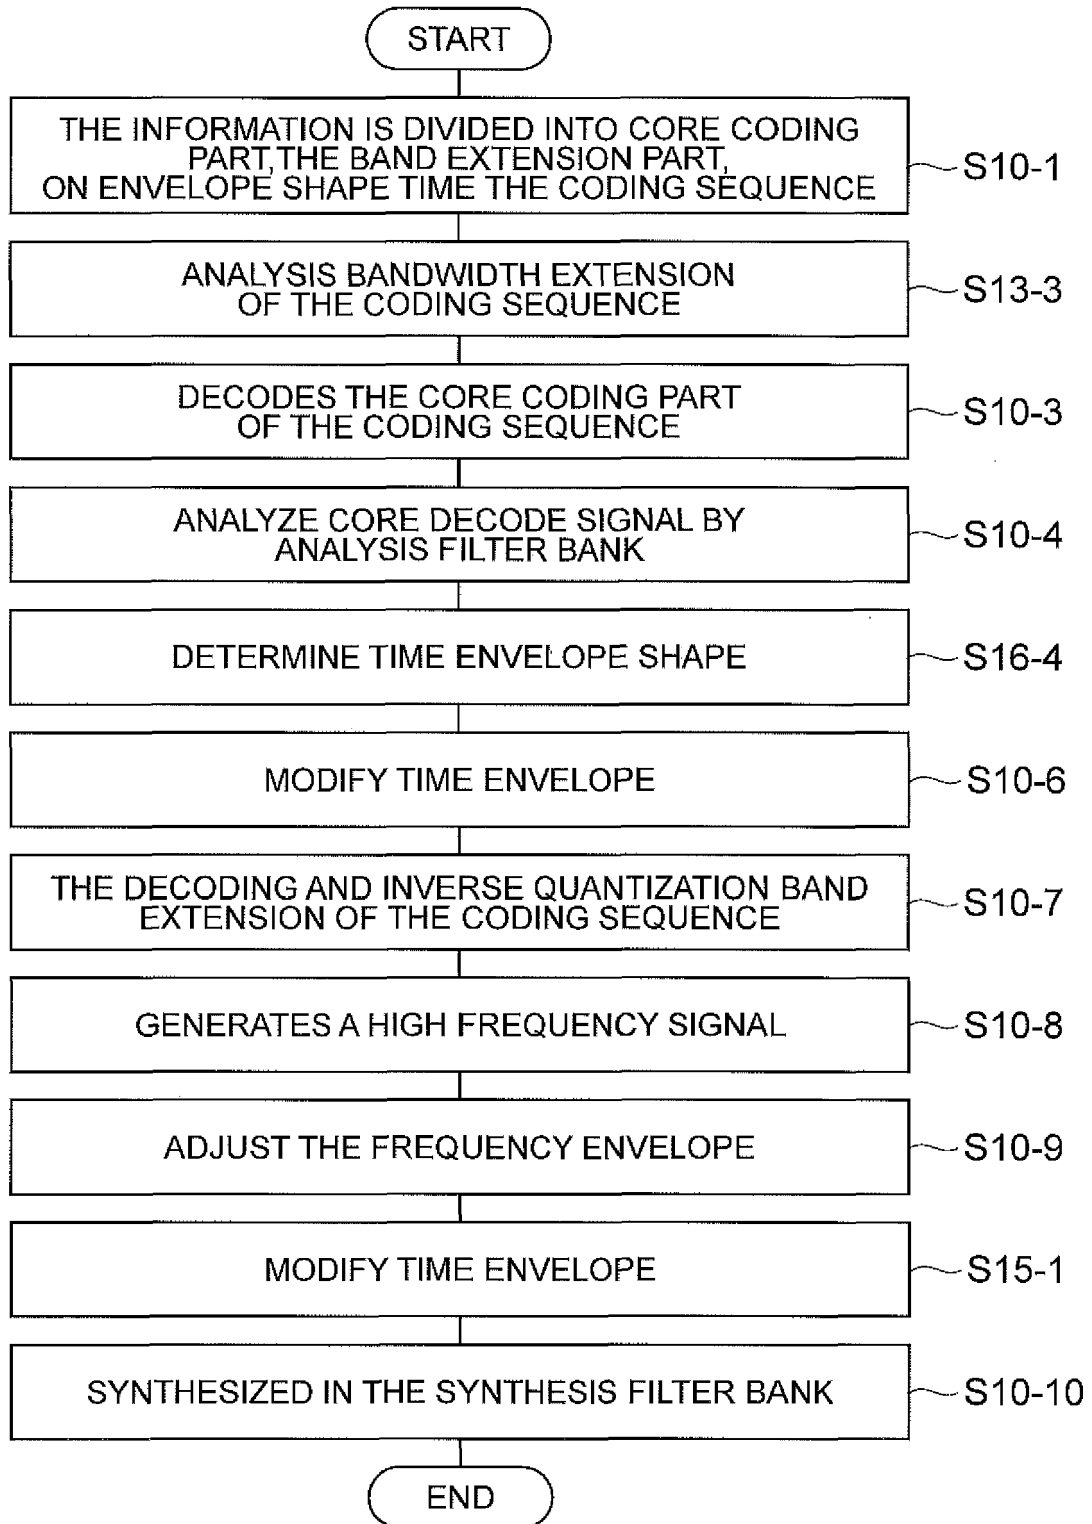 START
THE INFORMATION IS DIVIDED INTO CORE CODING
PART, THE BAND EXTENSION PART,
ON ENVELOPE SHAPE TIME THE CODING SEQUENCE
S10-1
ANALYSIS BANDWIDTH EXTENSION
OF THE CODING SEQUENCE
S13-3
DECODES THE CORE CODING PART
OF THE CODING SEQUENCE
S10-3
ANALYZE CORE DECODE SIGNAL BY
ANALYSIS FILTER BANK
S10-4
DETERMINE TIME ENVELOPE SHAPE
S16-4
MODIFY TIME ENVELOPE
S10-6
THE DECODING AND INVERSE QUANTIZATION BAND
EXTENSION OF THE CODING SEQUENCE
S10-7
GENERATES A HIGH FREQUENCY SIGNAL
S10-8
ADJUST THE FREQUENCY ENVELOPE
S10-9
MODIFY TIME ENVELOPE
S15-1
SYNTHESIZED IN THE SYNTHESIS FILTER BANK
S10-10
END